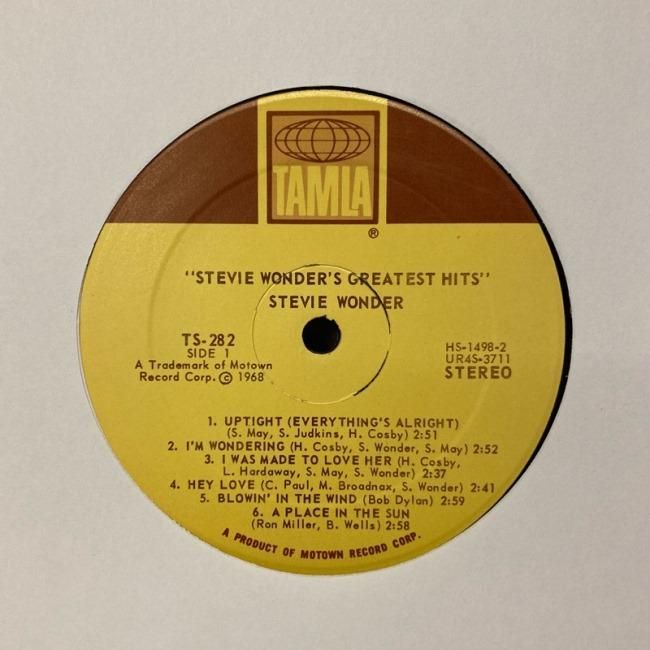 TAMLA
®
"STEVIE WONDER'S GREATEST HITS"
STEVIE WONDER
TS-282
SIDE 1
A Trademark of Motown
Record Corp. © 1968
HS-1498-2
UR4S-3711
STEREO
1. UPTIGHT (EVERYTHING'S ALRIGHT)
(S. May, S. Judkins, H. Cosby) 2:51
2. I'M WONDERING (H. Cosby, S. Wonder, S. May) 2:52
3. I WAS MADE TO LOVE HER (H. Cosby,
L. Hardaway, S. May, S. Wonder) 2:37
4. HEY LOVE (C. Paul, M. Broadnax, S. Wonder) 2:41
5. BLOWIN' IN THE WIND (Bob Dylan) 2:59
6. A PLACE IN THE SUN
(Ron Miller, B. Wells) 2:58
A PRODUCT OF MOTOWN RECORD CORP.